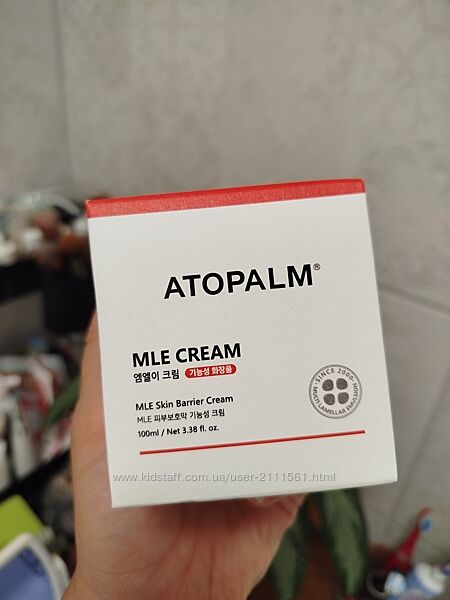 ATOPALM®
MLE CREAM
엠엘이 크림 기능성 화장품
MLE Skin Barrier Cream
MLE 피부보호막 기능성 크림
100ml / Net 3.38 fl. oz.
·SINCE 2000·
MULTI LAMELLAR EMULSION
www.kidstaff.com.ua/user-2111561.html